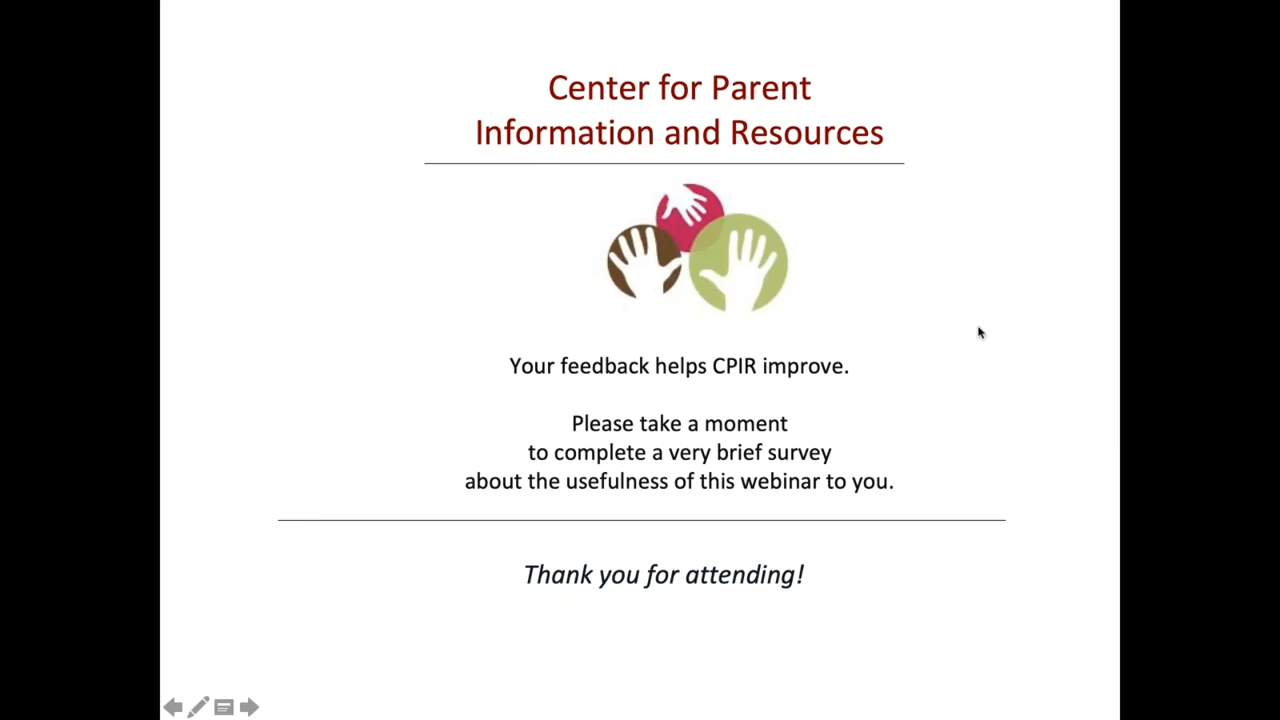 Center for Parent
Information and Resources
Your feedback helps CPIR improve.
Please take a moment
to complete a very brief survey
about the usefulness of this webinar to you.
Thank you for attending!